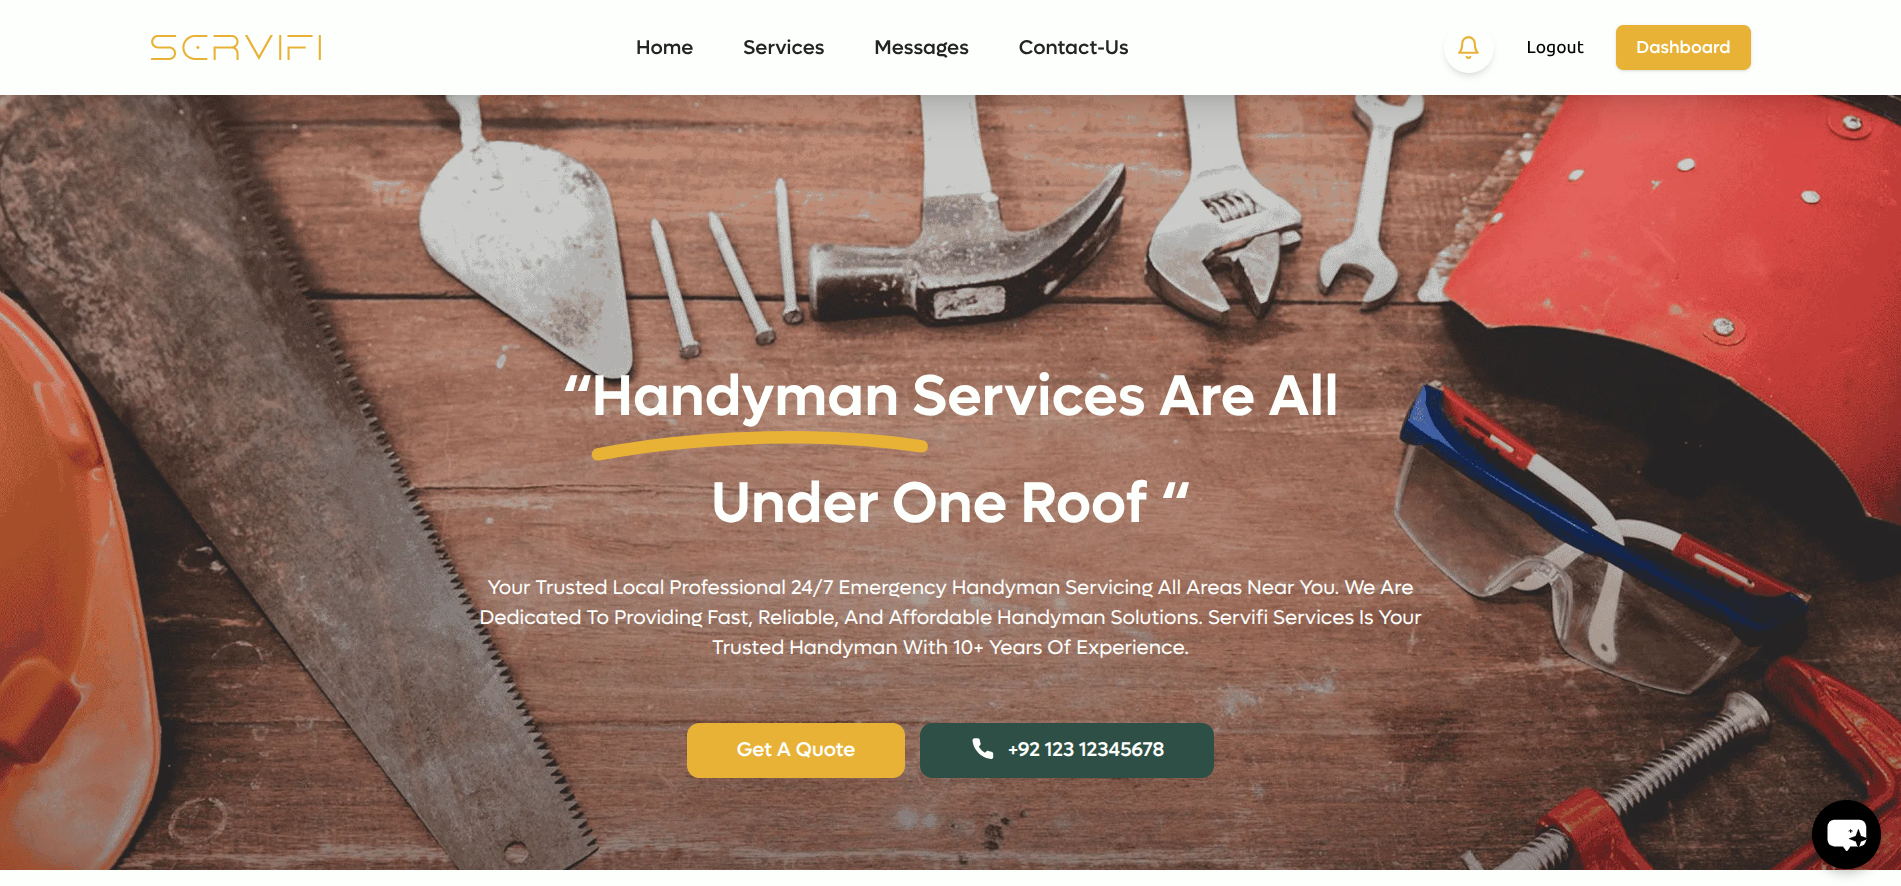 SERVIFI
Home Services Messages Contact-Us
Logout
Dashboard
“Handyman Services Are All
Under One Roof “
Your Trusted Local Professional 24/7 Emergency Handyman Servicing All Areas Near You. We Are
Dedicated To Providing Fast, Reliable, And Affordable Handyman Solutions. Servifi Services Is Your
Trusted Handyman With 10+ Years Of Experience.
Get A Quote
+92 123 12345678